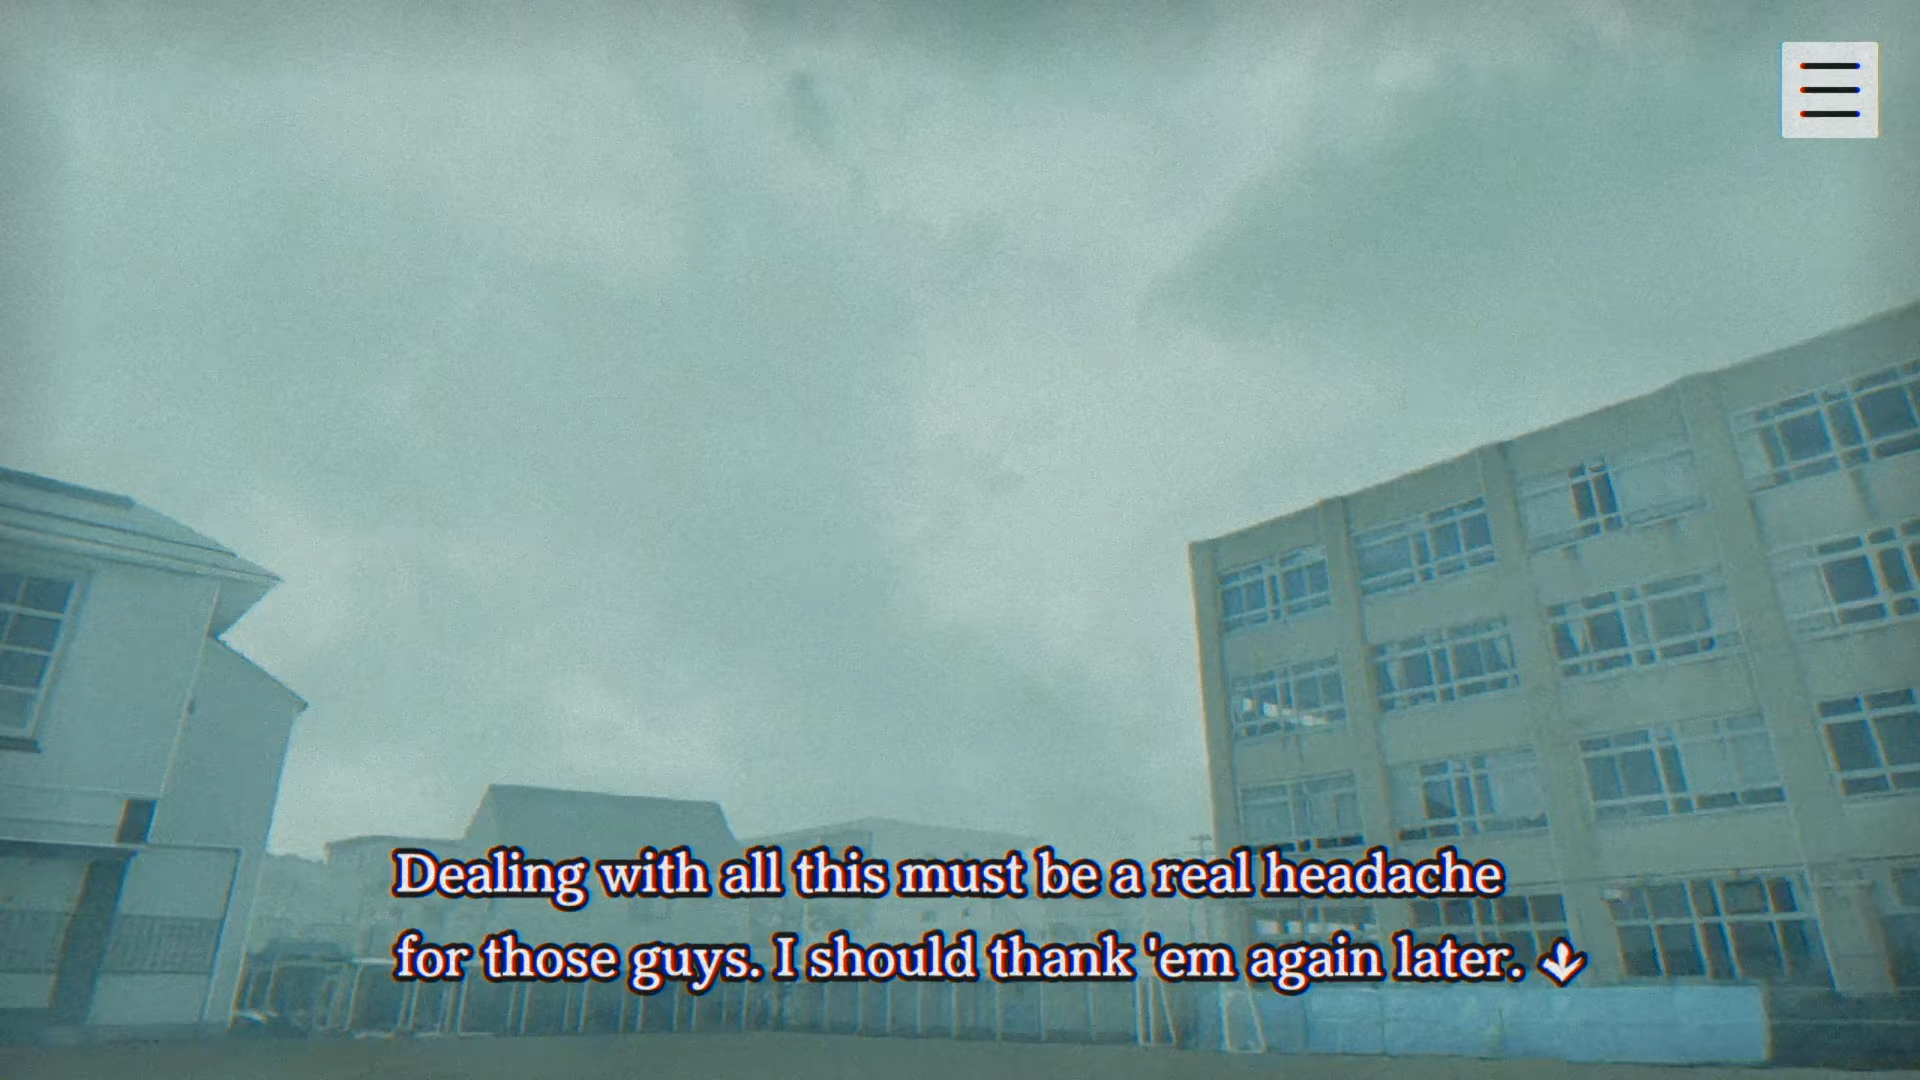 Dealing with all this must be a real headache
for those guys. I should thank 'em again later.